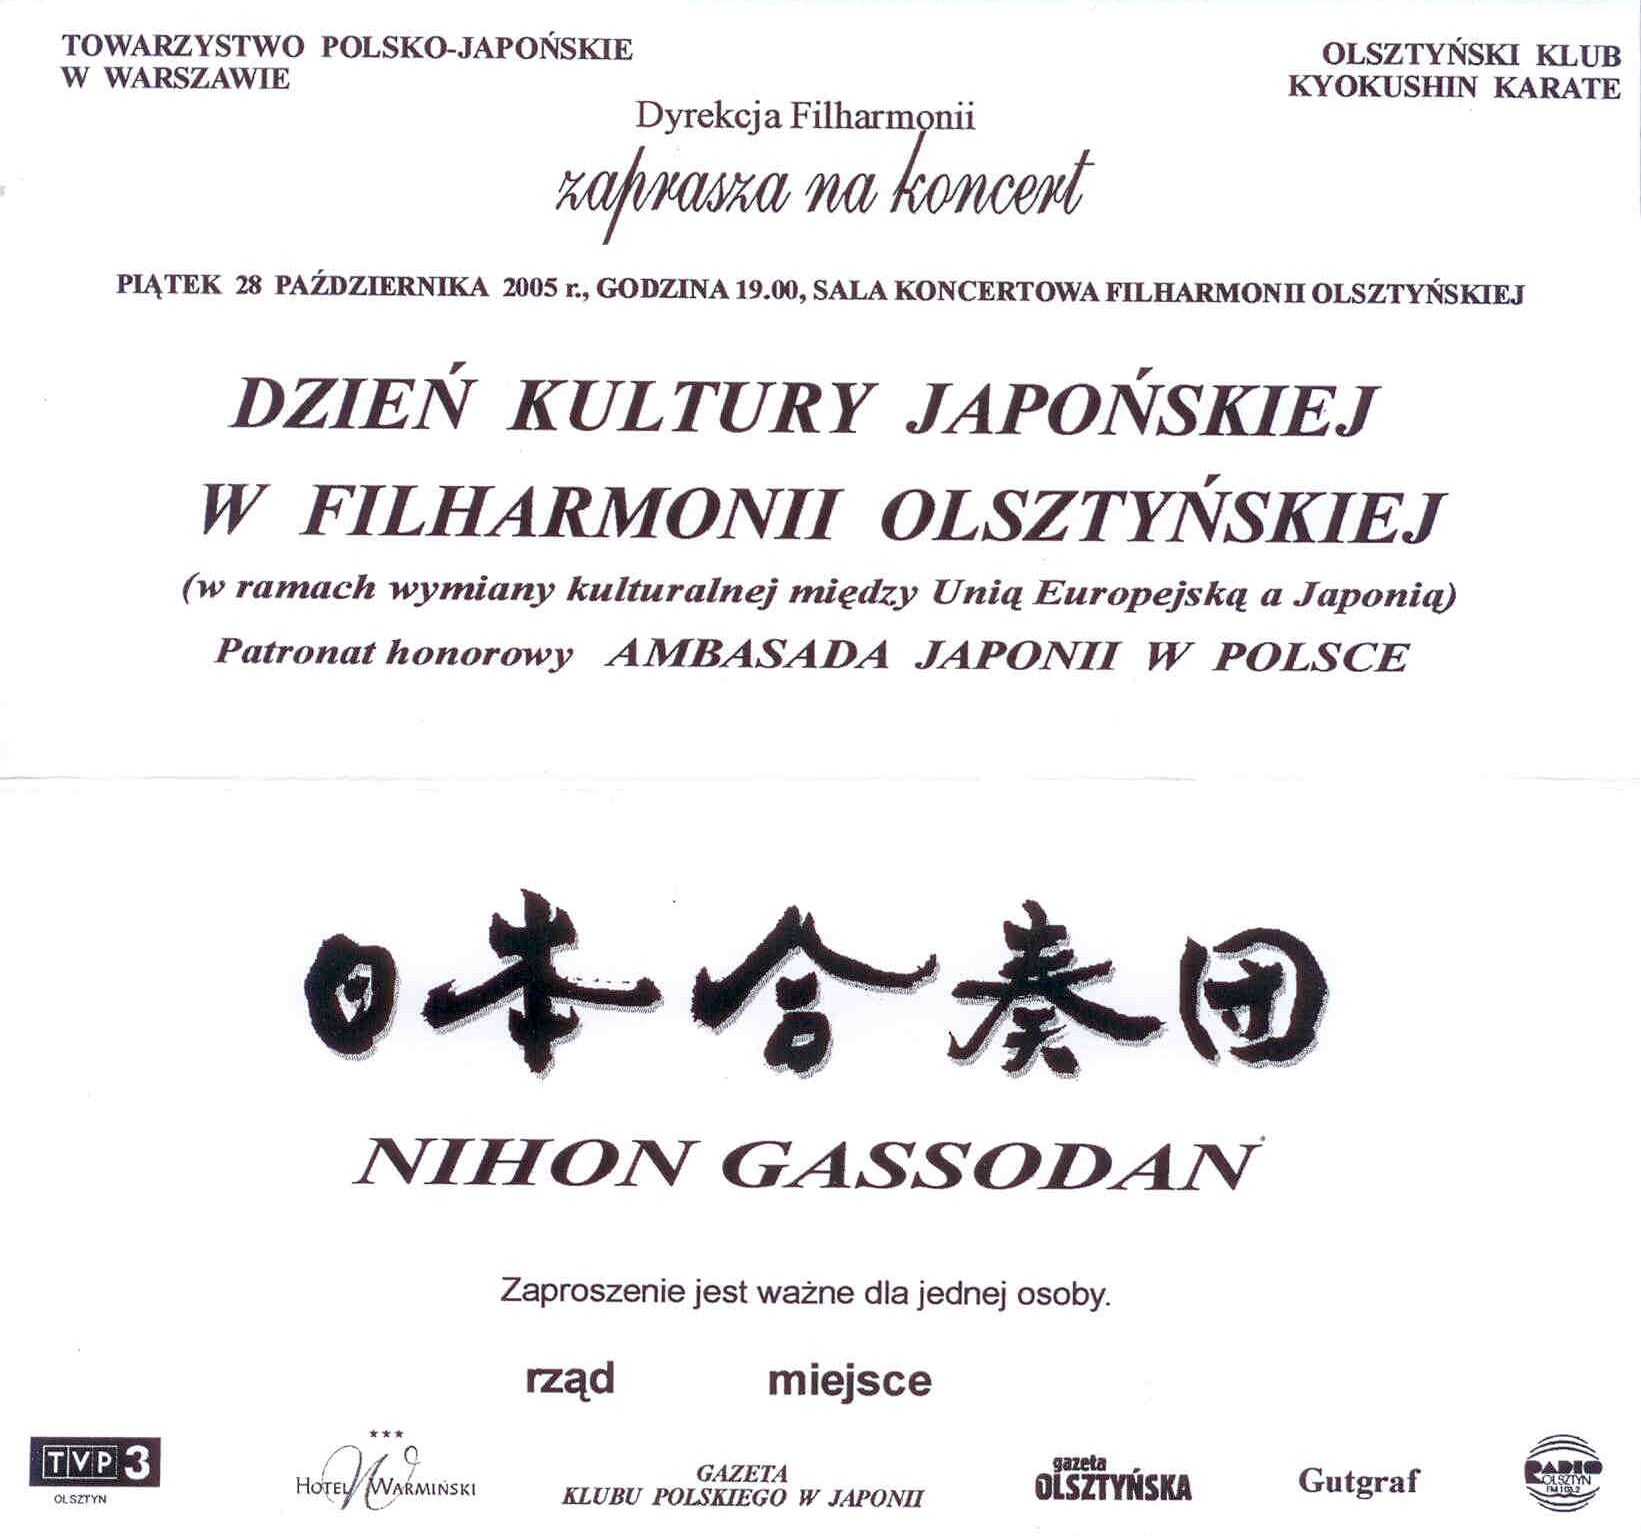 TOWARZYSTWO POLSKO-JAPOŃSKIE
W WARSZAWIE
OLSZTYŃSKI KLUB
KYOKUSHIN KARATE
Dyrekcja Filharmonii
zaprasza na koncert
PIĄTEK 28 PAŹDZIERNIKA 2005 r., GODZINA 19.00, SALA KONCERTOWA FILHARMONII OLSZTYŃSKIEJ
DZIEŃ KULTURY JAPOŃSKIEJ
W FILHARMONII OLSZTYŃSKIEJ
(w ramach wymiany kulturalnej między Unią Europejską a Japonią)
Patronat honorowy AMBASADA JAPONII W POLSCE
日本合奏団
NIHON GASSODAN
Zaproszenie jest ważne dla jednej osoby.
rząd miejsce
TVP 3
OLSZTYN
HOTEL WARMIŃSKI
GAZETA
KLUBU POLSKIEGO W JAPONII
gazeta
OLSZTYŃSKA
Gutgraf
RADIO
OLSZTYN
FM 103.2